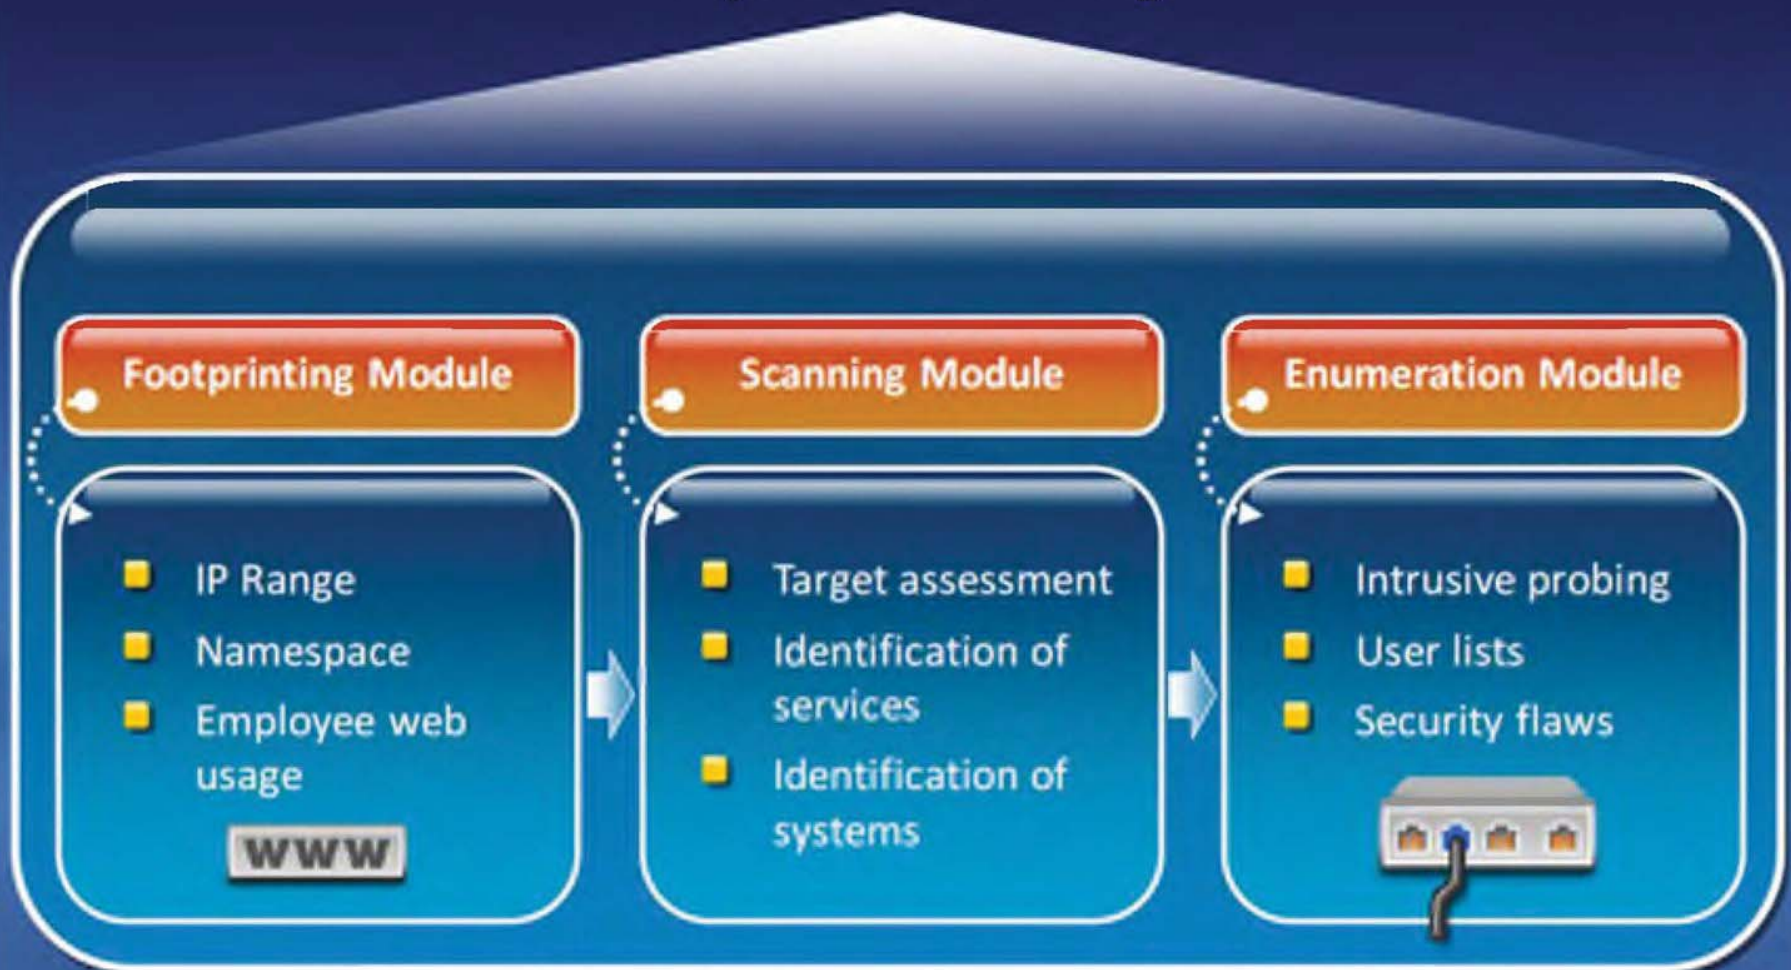 Footprinting Module
IP Range
Namespace
Employee web
usage
WWW
Scanning Module
Target assessment
Identification of
services
Identification of
systems
Enumeration Module
Intrusive probing
User lists
Security flaws